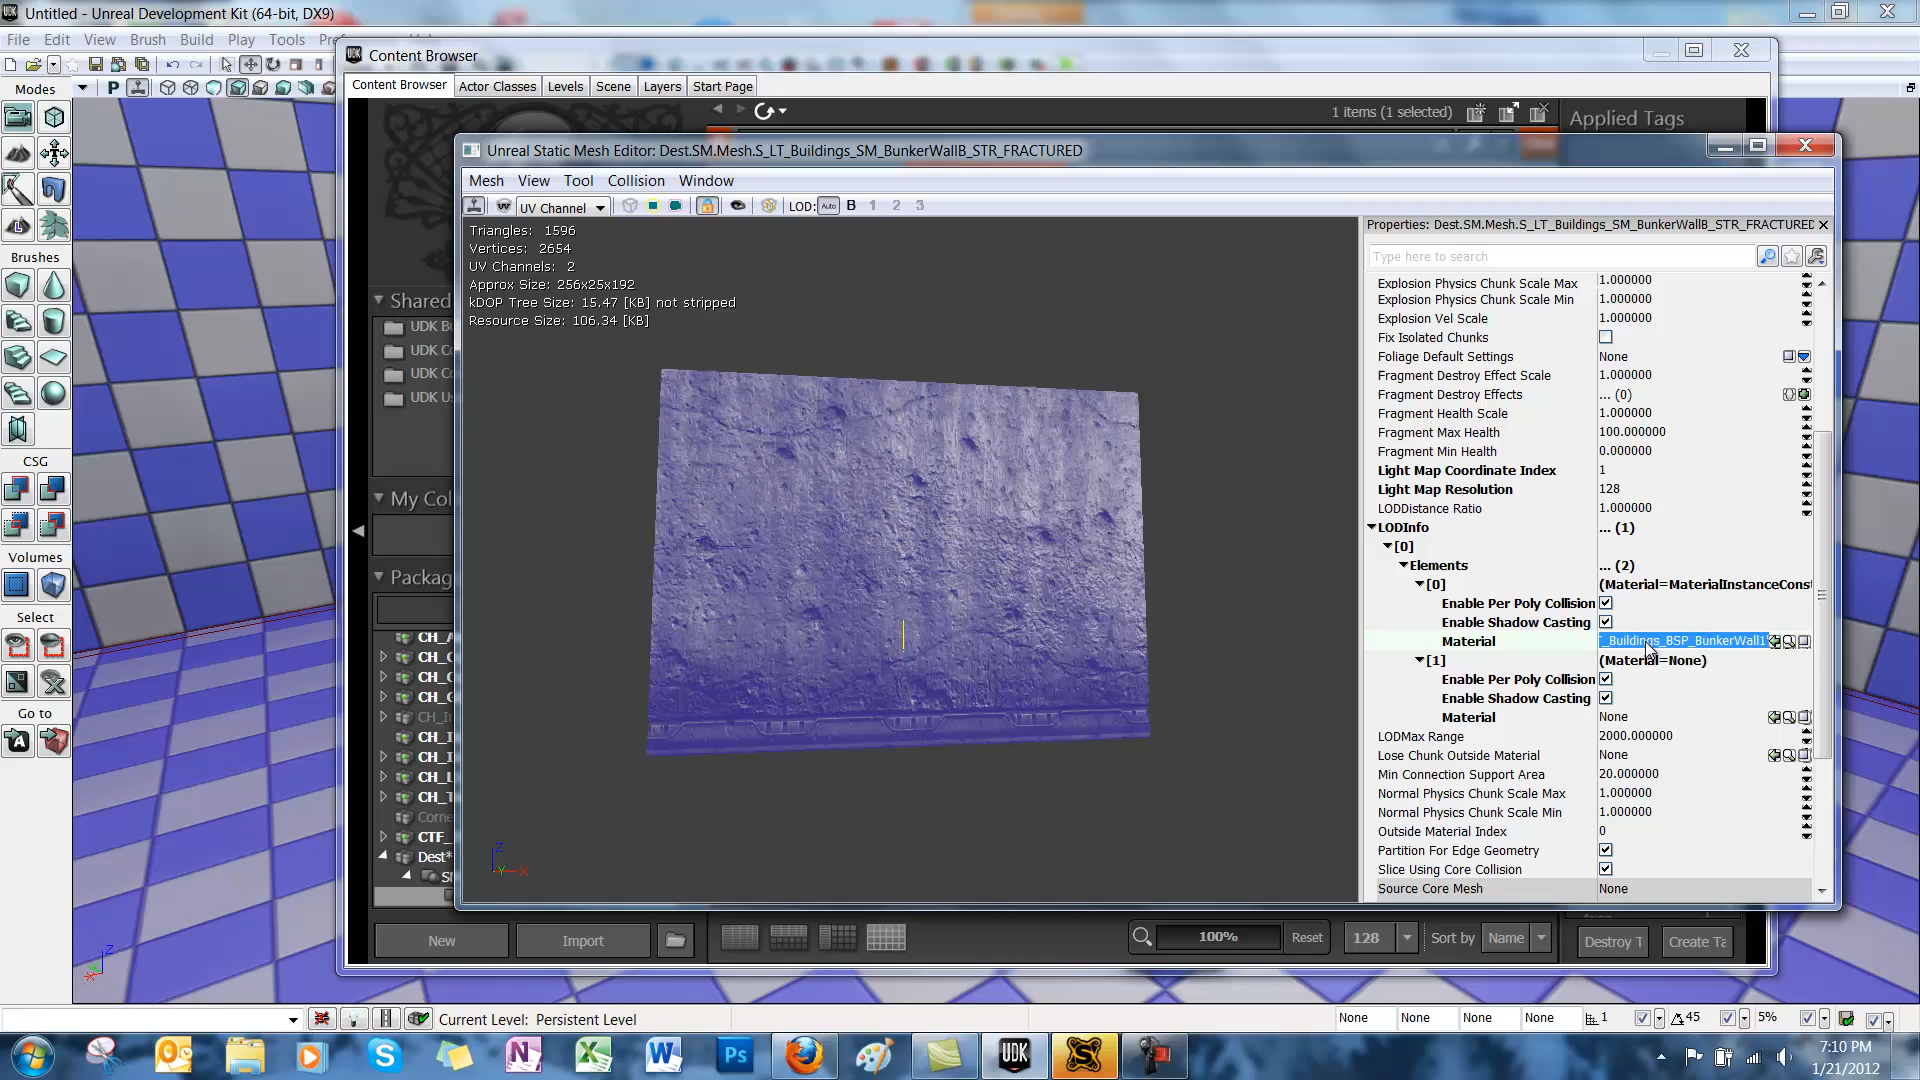 Untitled - Unreal Development Kit (64-bit, DX9)
File Edit View Brush Build Play Tools
Content Browser
Content Browser Actor Classes Levels Scene Layers Start Page
Modes
1 items (1 selected)
Applied Tags
Unreal Static Mesh Editor: Dest.SM.Mesh.S_LT_Buildings_SM_BunkerWallB_STR_FRACTURED
Mesh View Tool Collision Window
UV Channel LOD: Auto B 1 2 3
Triangles: 1596
Vertices: 2654
UV Channels: 2
Approx Size: 256x25x192
kDOP Tree Size: 15.47 [KB] not stripped
Resource Size: 106.34 [KB]
Properties: Dest.SM.Mesh.S_LT_Buildings_SM_BunkerWallB_STR_FRACTURED
Type here to search
Explosion Physics Chunk Scale Max 1.000000
Explosion Physics Chunk Scale Min 1.000000
Explosion Vel Scale 1.000000
Fix Isolated Chunks
Foliage Default Settings None
Fragment Destroy Effect Scale 1.000000
Fragment Destroy Effects ... (0)
Fragment Health Scale 1.000000
Fragment Max Health 100.000000
Fragment Min Health 0.000000
Light Map Coordinate Index 1
Light Map Resolution 128
LODDistance Ratio 1.000000
LODInfo ... (1)
[0]
Elements ... (2)
[0] (Material=MaterialInstanceConst
Enable Per Poly Collision
Enable Shadow Casting
Material _Buildings_BSP_BunkerWall1
[1] (Material=None)
Enable Per Poly Collision
Enable Shadow Casting
Material None
LODMax Range 2000.000000
Lose Chunk Outside Material None
Min Connection Support Area 20.000000
Normal Physics Chunk Scale Max 1.000000
Normal Physics Chunk Scale Min 1.000000
Outside Material Index 0
Partition For Edge Geometry
Slice Using Core Collision
Source Core Mesh None
Brushes
CSG
Volumes
Select
Go to
Shared
UDK
UDK
UDK
UDK
My Col
Packag
CTF_
Dest*
New Import
100% Reset 128 Sort by Name
Destroy T Create Ta
Current Level: Persistent Level
None None None None 1 45 5%
7:10 PM
1/21/2012